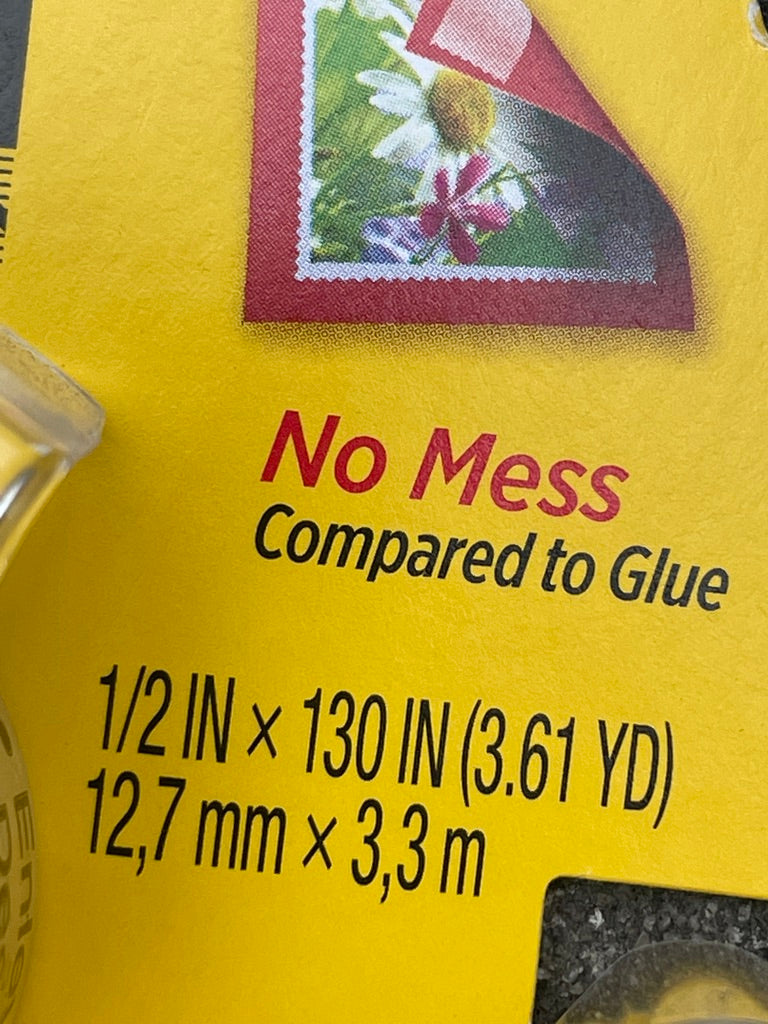 No Mess
Compared to Glue
1/2 IN × 130 IN (3.61 YD)
12,7 mm × 3,3 m